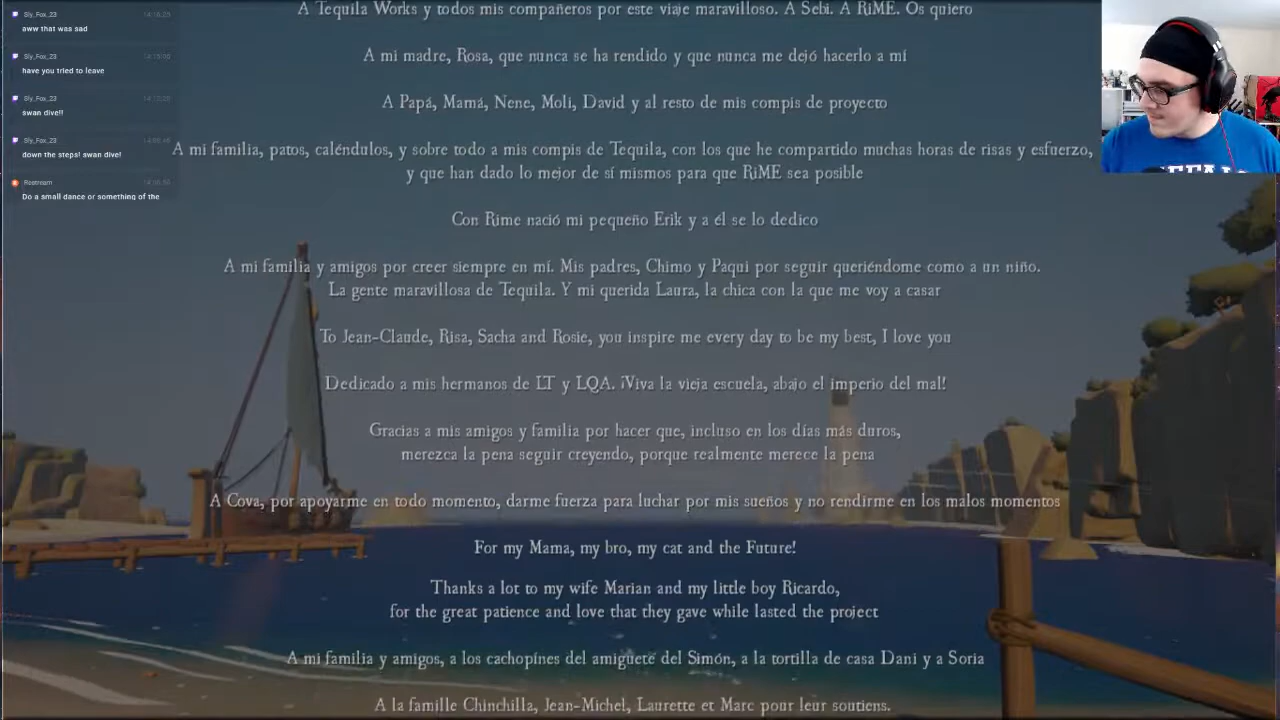 Sly_Fox_23
aww that was sad
Sly_Fox_23
have you tried to leave
Sly_Fox_23
swan dive!!
Sly_Fox_23
down the steps! swan dive!
Restream
Do a small dance or something of the
A Tequila Works y todos mis compañeros por este viaje maravilloso. A Sebi. A RiME. Os quiero
A mi madre, Rosa, que nunca se ha rendido y que nunca me dejó hacerlo a mí
A Papá, Mamá, Nene, Moli, David y al resto de mis compis de proyecto
A mi familia, patos, caléndulos, y sobre todo a mis compis de Tequila, con los que he compartido muchas horas de risas y esfuerzo,
y que han dado lo mejor de sí mismos para que RiME sea posible
Con Rime nació mi pequeño Erik y a él se lo dedico
A mi familia y amigos por creer siempre en mí. Mis padres, Chimo y Paqui por seguir queriéndome como a un niño.
La gente maravillosa de Tequila. Y mi querida Laura, la chica con la que me voy a casar
To Jean-Claude, Risa, Sacha and Rosie, you inspire me every day to be my best, I love you
Dedicado a mis hermanos de LT y LQA. ¡Viva la vieja escuela, abajo el imperio del mal!
Gracias a mis amigos y familia por hacer que, incluso en los días más duros,
merezca la pena seguir creyendo, porque realmente merece la pena
A Cova, por apoyarme en todo momento, darme fuerza para luchar por mis sueños y no rendirme en los malos momentos
For my Mama, my bro, my cat and the Future!
Thanks a lot to my wife Marian and my little boy Ricardo,
for the great patience and love that they gave while lasted the project
A mi familia y amigos, a los cachopines del amiguete del Simón, a la tortilla de casa Dani y a Soria
A la famille Chinchilla, Jean-Michel, Laurette et Marc pour leur soutiens.